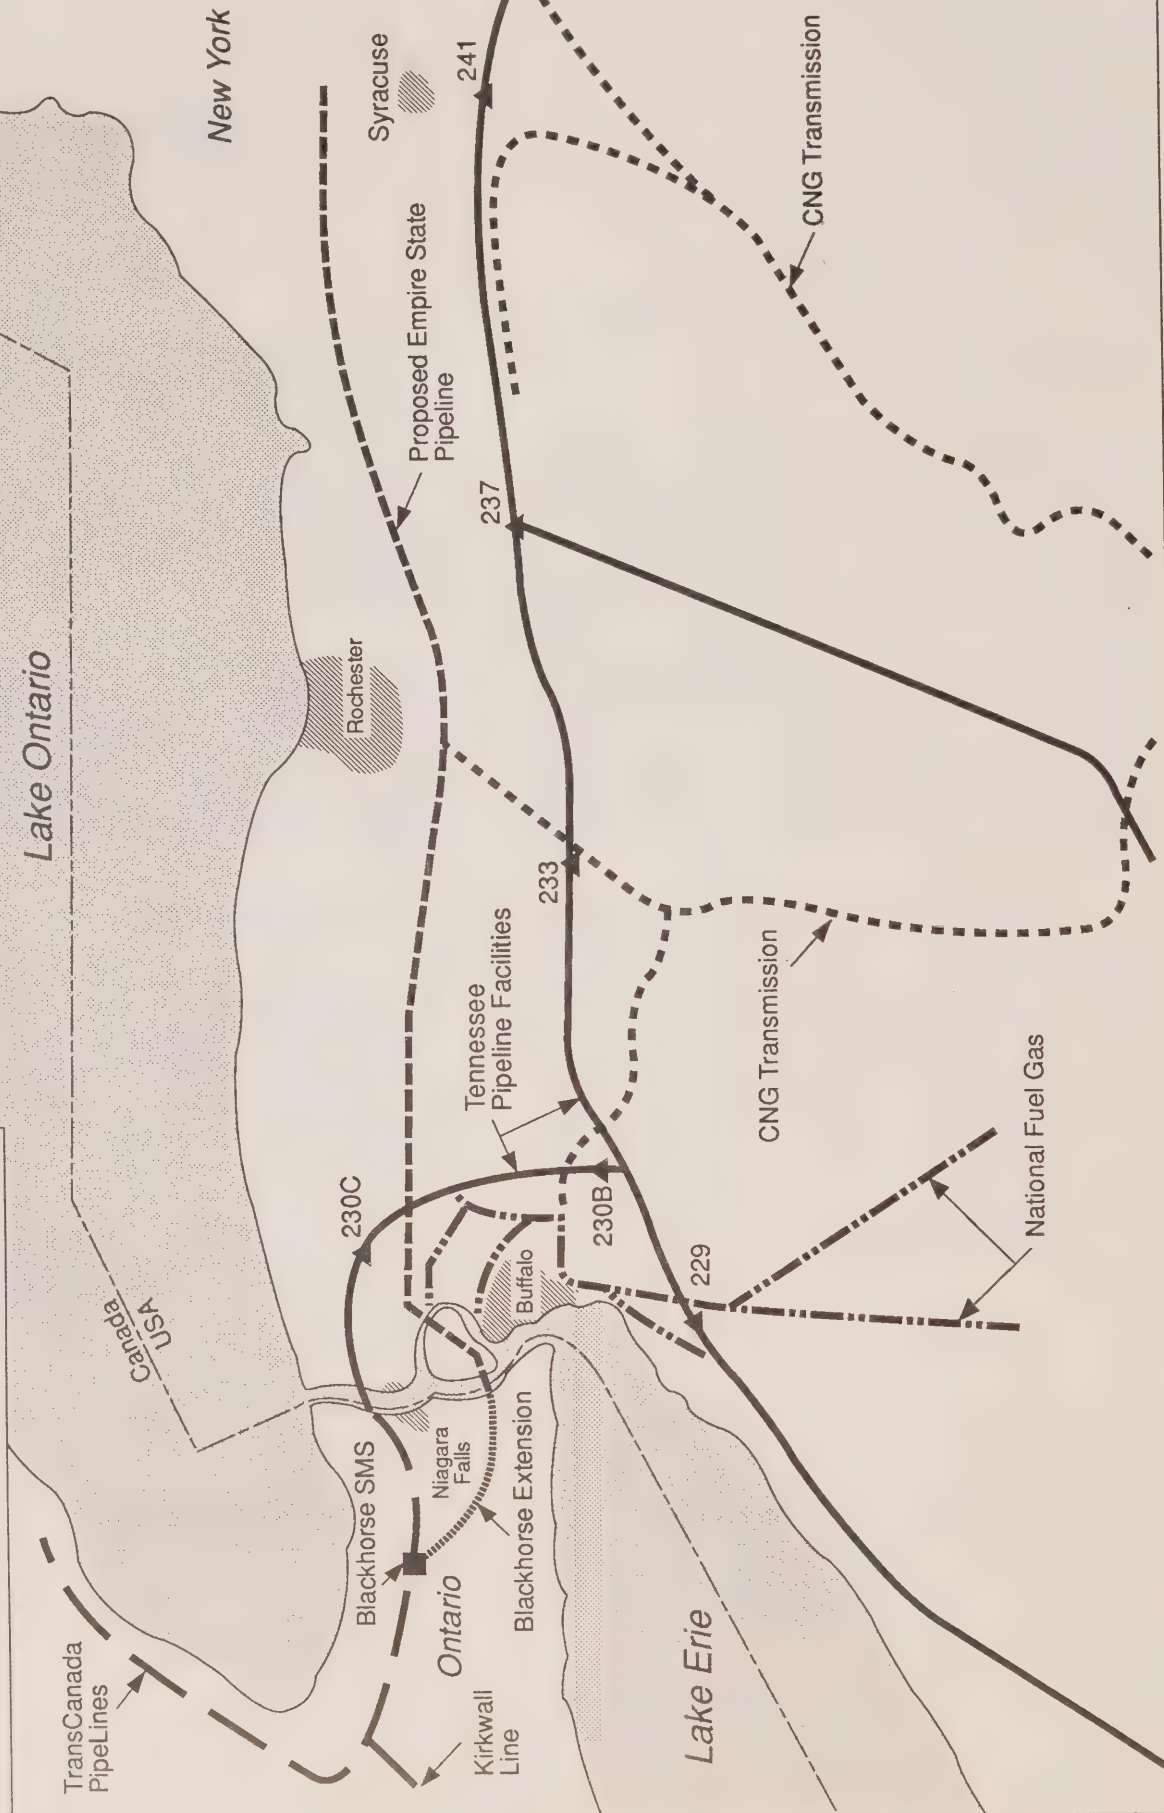 Lake Ontario
New York
Syracuse
241
Proposed Empire State
Pipeline
237
CNG Transmission
Rochester
233
Tennessee
Pipeline Facilities
CNG Transmission
230C
230B
229
National Fuel Gas
Buffalo
Canada
USA
Niagara
Falls
Blackhorse SMS
Blackhorse Extension
Ontario
TransCanada
PipeLines
Kirkwall
Line
Lake Erie